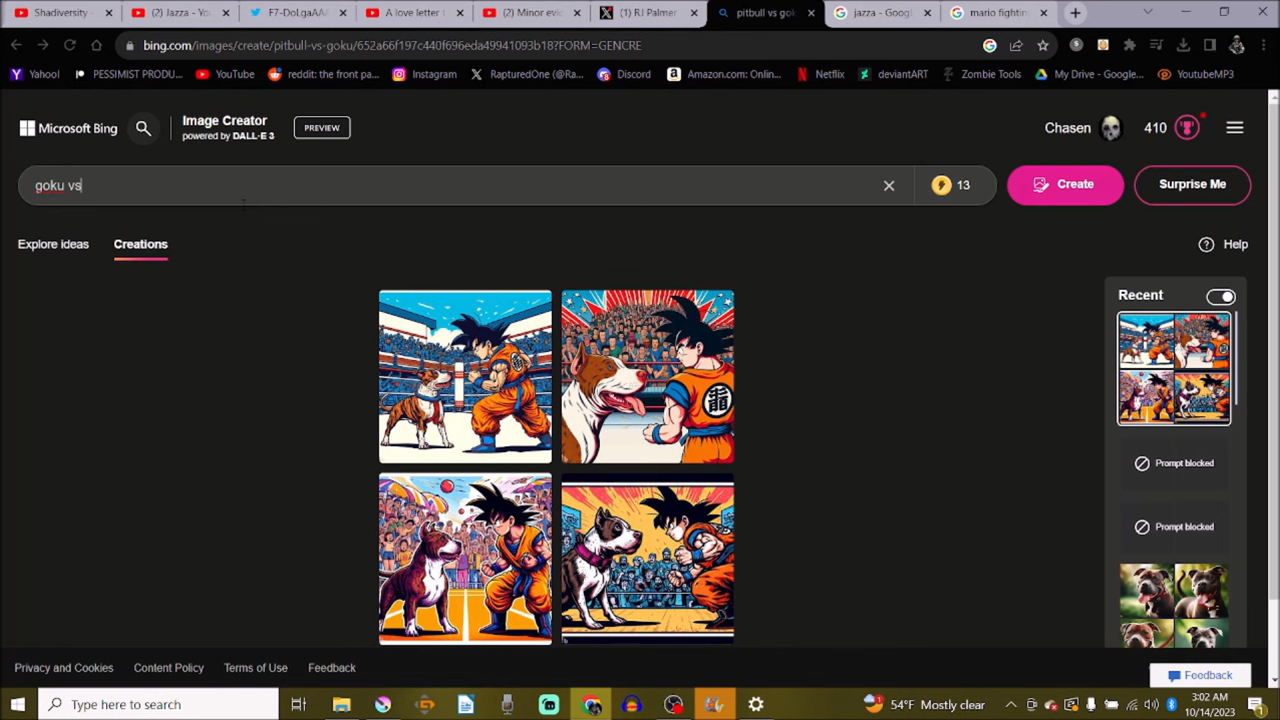 Shadiversity -
(2) Jazza - Yo
F7-DoLgaAA
A love letter t
(2) Minor evic
(1) RJ Palmer
pitbull vs gok
jazza - Googl
mario fighting
bing.com/images/create/pitbull-vs-goku/652a66f197c440f696eda49941093b18?FORM=GENCRE
Yahoo!
PESSIMIST PRODU...
YouTube
reddit: the front pa...
Instagram
RapturedOne (@Ra...
Discord
Amazon.com: Onlin...
Netflix
deviantART
Zombie Tools
My Drive - Google...
YoutubeMP3
Microsoft Bing
Image Creator
powered by DALL·E 3
PREVIEW
Chasen
410
goku vs
13
Create
Surprise Me
Explore ideas
Creations
Help
Recent
Prompt blocked
Prompt blocked
Privacy and Cookies
Content Policy
Terms of Use
Feedback
Feedback
Type here to search
54°F Mostly clear
3:02 AM
10/14/2023